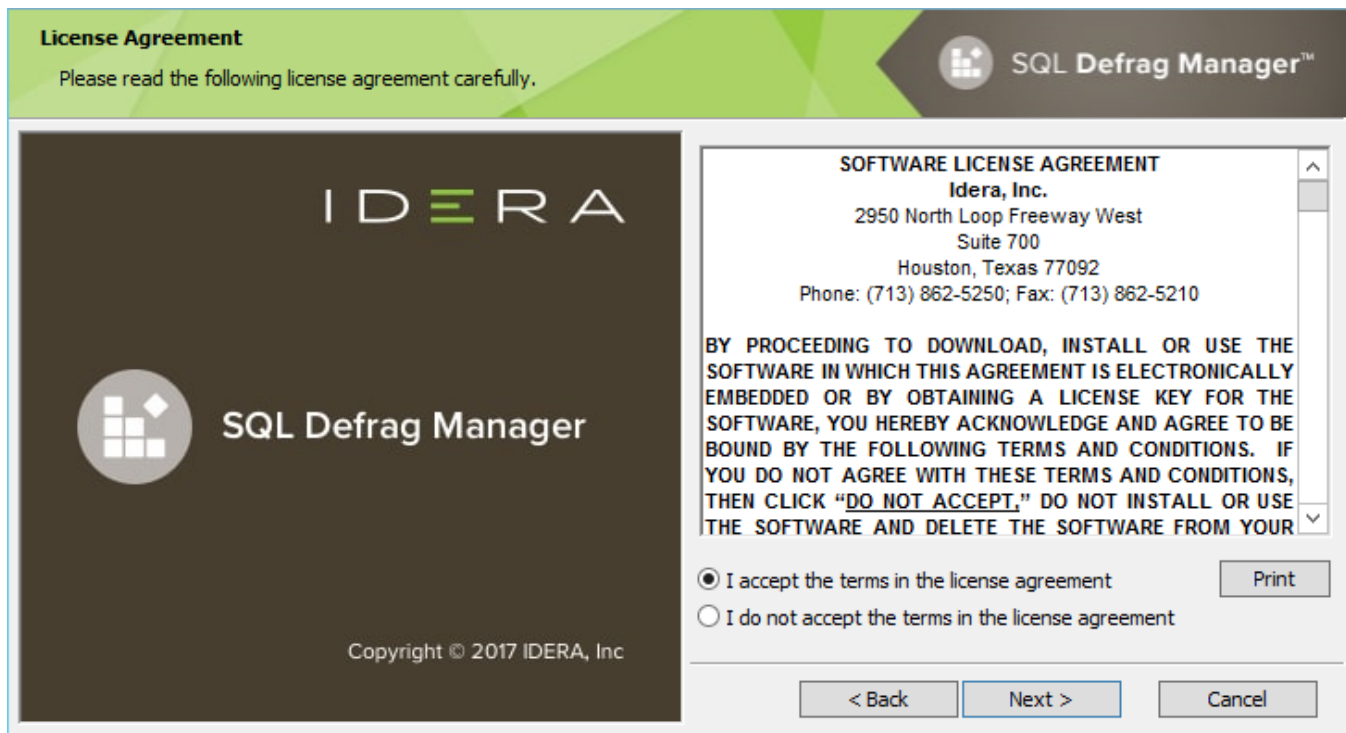 License Agreement
Please read the following license agreement carefully.
SQL Defrag Manager™
IDERA
SQL Defrag Manager
Copyright © 2017 IDERA, Inc
SOFTWARE LICENSE AGREEMENT
Idera, Inc.
2950 North Loop Freeway West
Suite 700
Houston, Texas 77092
Phone: (713) 862-5250; Fax: (713) 862-5210
BY PROCEEDING TO DOWNLOAD, INSTALL OR USE THE
SOFTWARE IN WHICH THIS AGREEMENT IS ELECTRONICALLY
EMBEDDED OR BY OBTAINING A LICENSE KEY FOR THE
SOFTWARE, YOU HEREBY ACKNOWLEDGE AND AGREE TO BE
BOUND BY THE FOLLOWING TERMS AND CONDITIONS. IF
YOU DO NOT AGREE WITH THESE TERMS AND CONDITIONS,
THEN CLICK “DO NOT ACCEPT,” DO NOT INSTALL OR USE
THE SOFTWARE AND DELETE THE SOFTWARE FROM YOUR
I accept the terms in the license agreement
Print
I do not accept the terms in the license agreement
< Back
Next >
Cancel